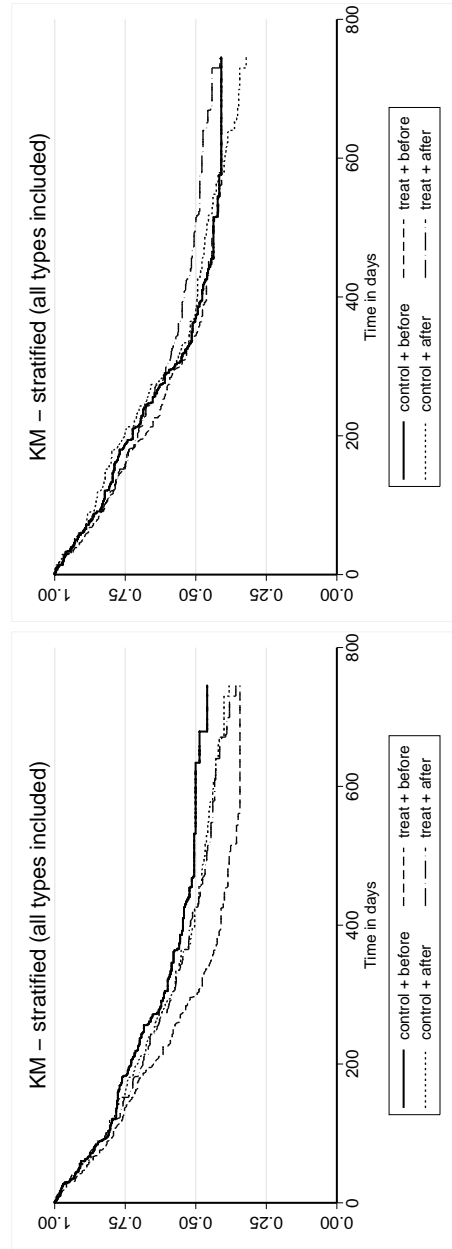 KM – stratified (all types included)
1.00
0.75
0.50
0.25
0.00
0 200 400 600 800
Time in days
control + before treat + before
control + after treat + after
KM – stratified (all types included)
1.00
0.75
0.50
0.25
0.00
0 200 400 600 800
Time in days
control + before treat + before
control + after treat + after